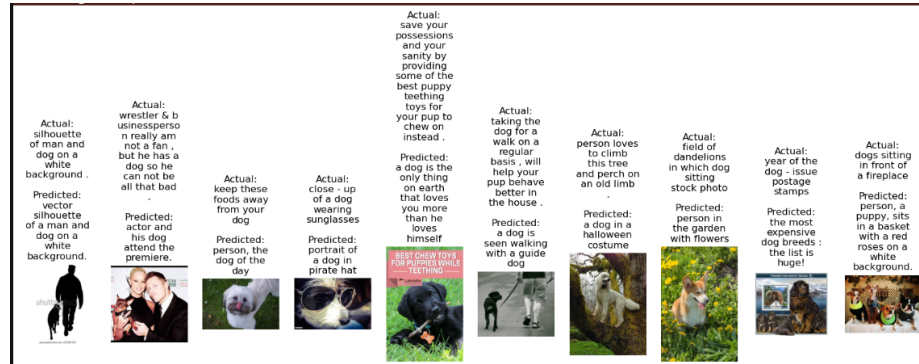 Actual:
silhouette
of man and
dog on a
white
background .
Predicted:
vector
silhouette
of a man and
dog on a
white
background.
Actual:
wrestler & b
usinessperso
n really am
not a fan ,
but he has a
dog so he
can not be
all that bad
.
Predicted:
actor and
his dog
attend the
premiere.
Actual:
keep these
foods away
from your
dog
Predicted:
person, the
dog of the
day
Actual:
close - up
of a dog
wearing
sunglasses
Predicted:
portrait of
a dog in
pirate hat
Actual:
save your
possessions
and your
sanity by
providing
some of the
best puppy
teething
toys for
your pup to
chew on
instead .
Predicted:
a dog is the
only thing
on earth
that loves
you more
than he
loves
himself
BEST CHEW TOYS
FOR PUPPIES WHILE
TEETHING
Actual:
taking the
dog for a
walk on a
regular
basis , will
help your
pup behave
better in
the house .
Predicted:
a dog is
seen walking
with a guide
dog
Actual:
person loves
to climb
this tree
and perch on
an old limb
.
Predicted:
a dog in a
halloween
costume
Actual:
field of
dandelions
in which dog
sitting
stock photo
Predicted:
person in
the garden
with flowers
Actual:
year of the
dog - issue
postage
stamps
Predicted:
the most
expensive
dog breeds :
the list is
huge!
Actual:
dogs sitting
in front of
a fireplace
Predicted:
person, a
puppy, sits
in a basket
with a red
roses on a
white
background.